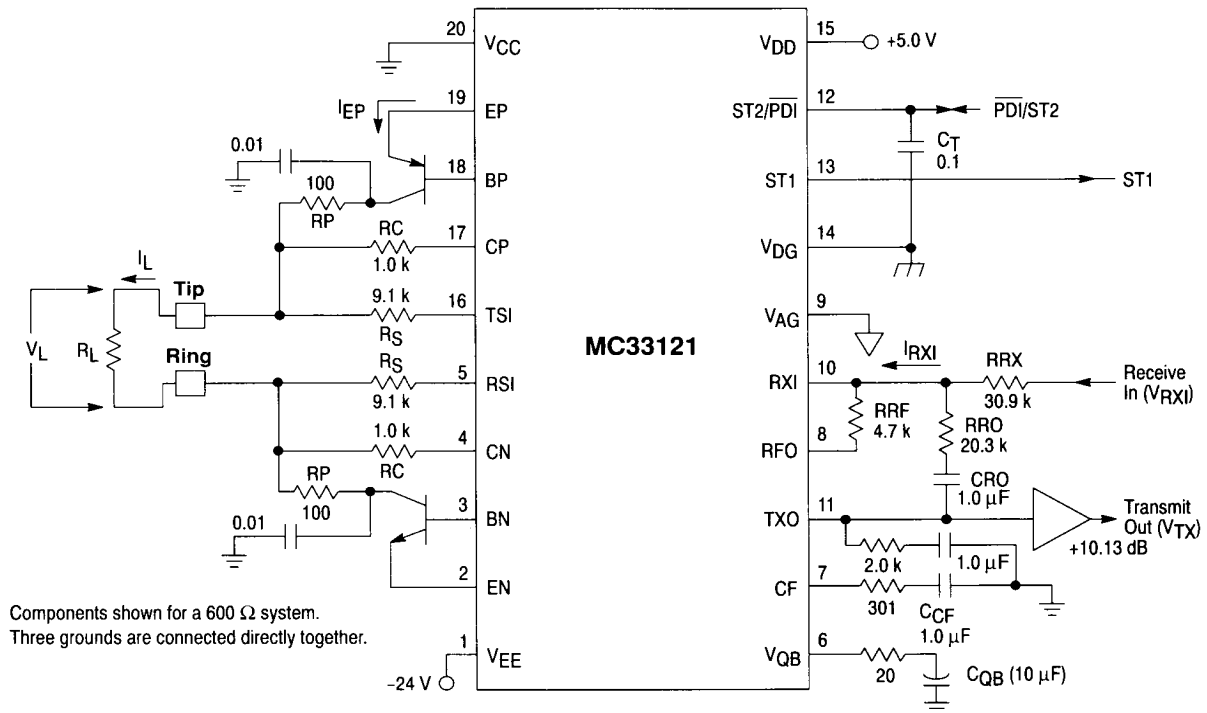 20
VCC
15
VDD
+5.0 V
19
EP
IEP
12
ST2/PDI
PDI/ST2
CT
0.1
0.01
18
BP
13
ST1
ST1
100
RP
RC
17
CP
1.0 k
14
VDG
IL
Tip
9.1 k
16
TSI
RS
9
VAG
MC33121
VL
RL
Ring
RS
5
RSI
9.1 k
10
RXI
IRXI
RRX
30.9 k
Receive
In (VRXI)
1.0 k
4
CN
RC
RRF
4.7 k
RRO
20.3 k
8
RFO
RP
100
CRO
1.0 μF
0.01
3
BN
11
TXO
Transmit
Out (VTX)
+10.13 dB
2.0 k
1.0 μF
2
EN
7
CF
301
CCF
1.0 μF
Components shown for a 600 Ω system.
Three grounds are connected directly together.
1
VEE
–24 V
6
VQB
20
CQB (10 μF)